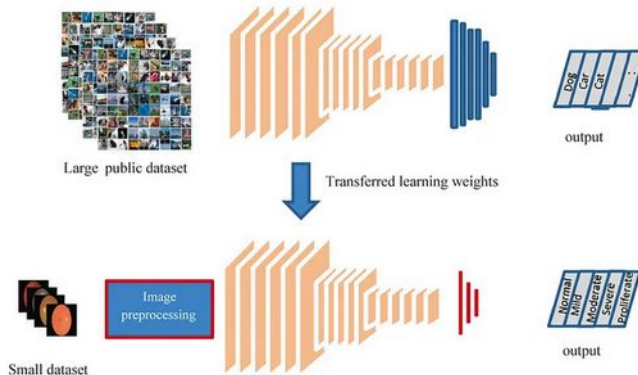 Dog
Car
Cat
. .
output
Large public dataset
Transferred learning weights
Image
preprocessing
Normal
Mild
Moderate
Severe
Proliferate
output
Small dataset